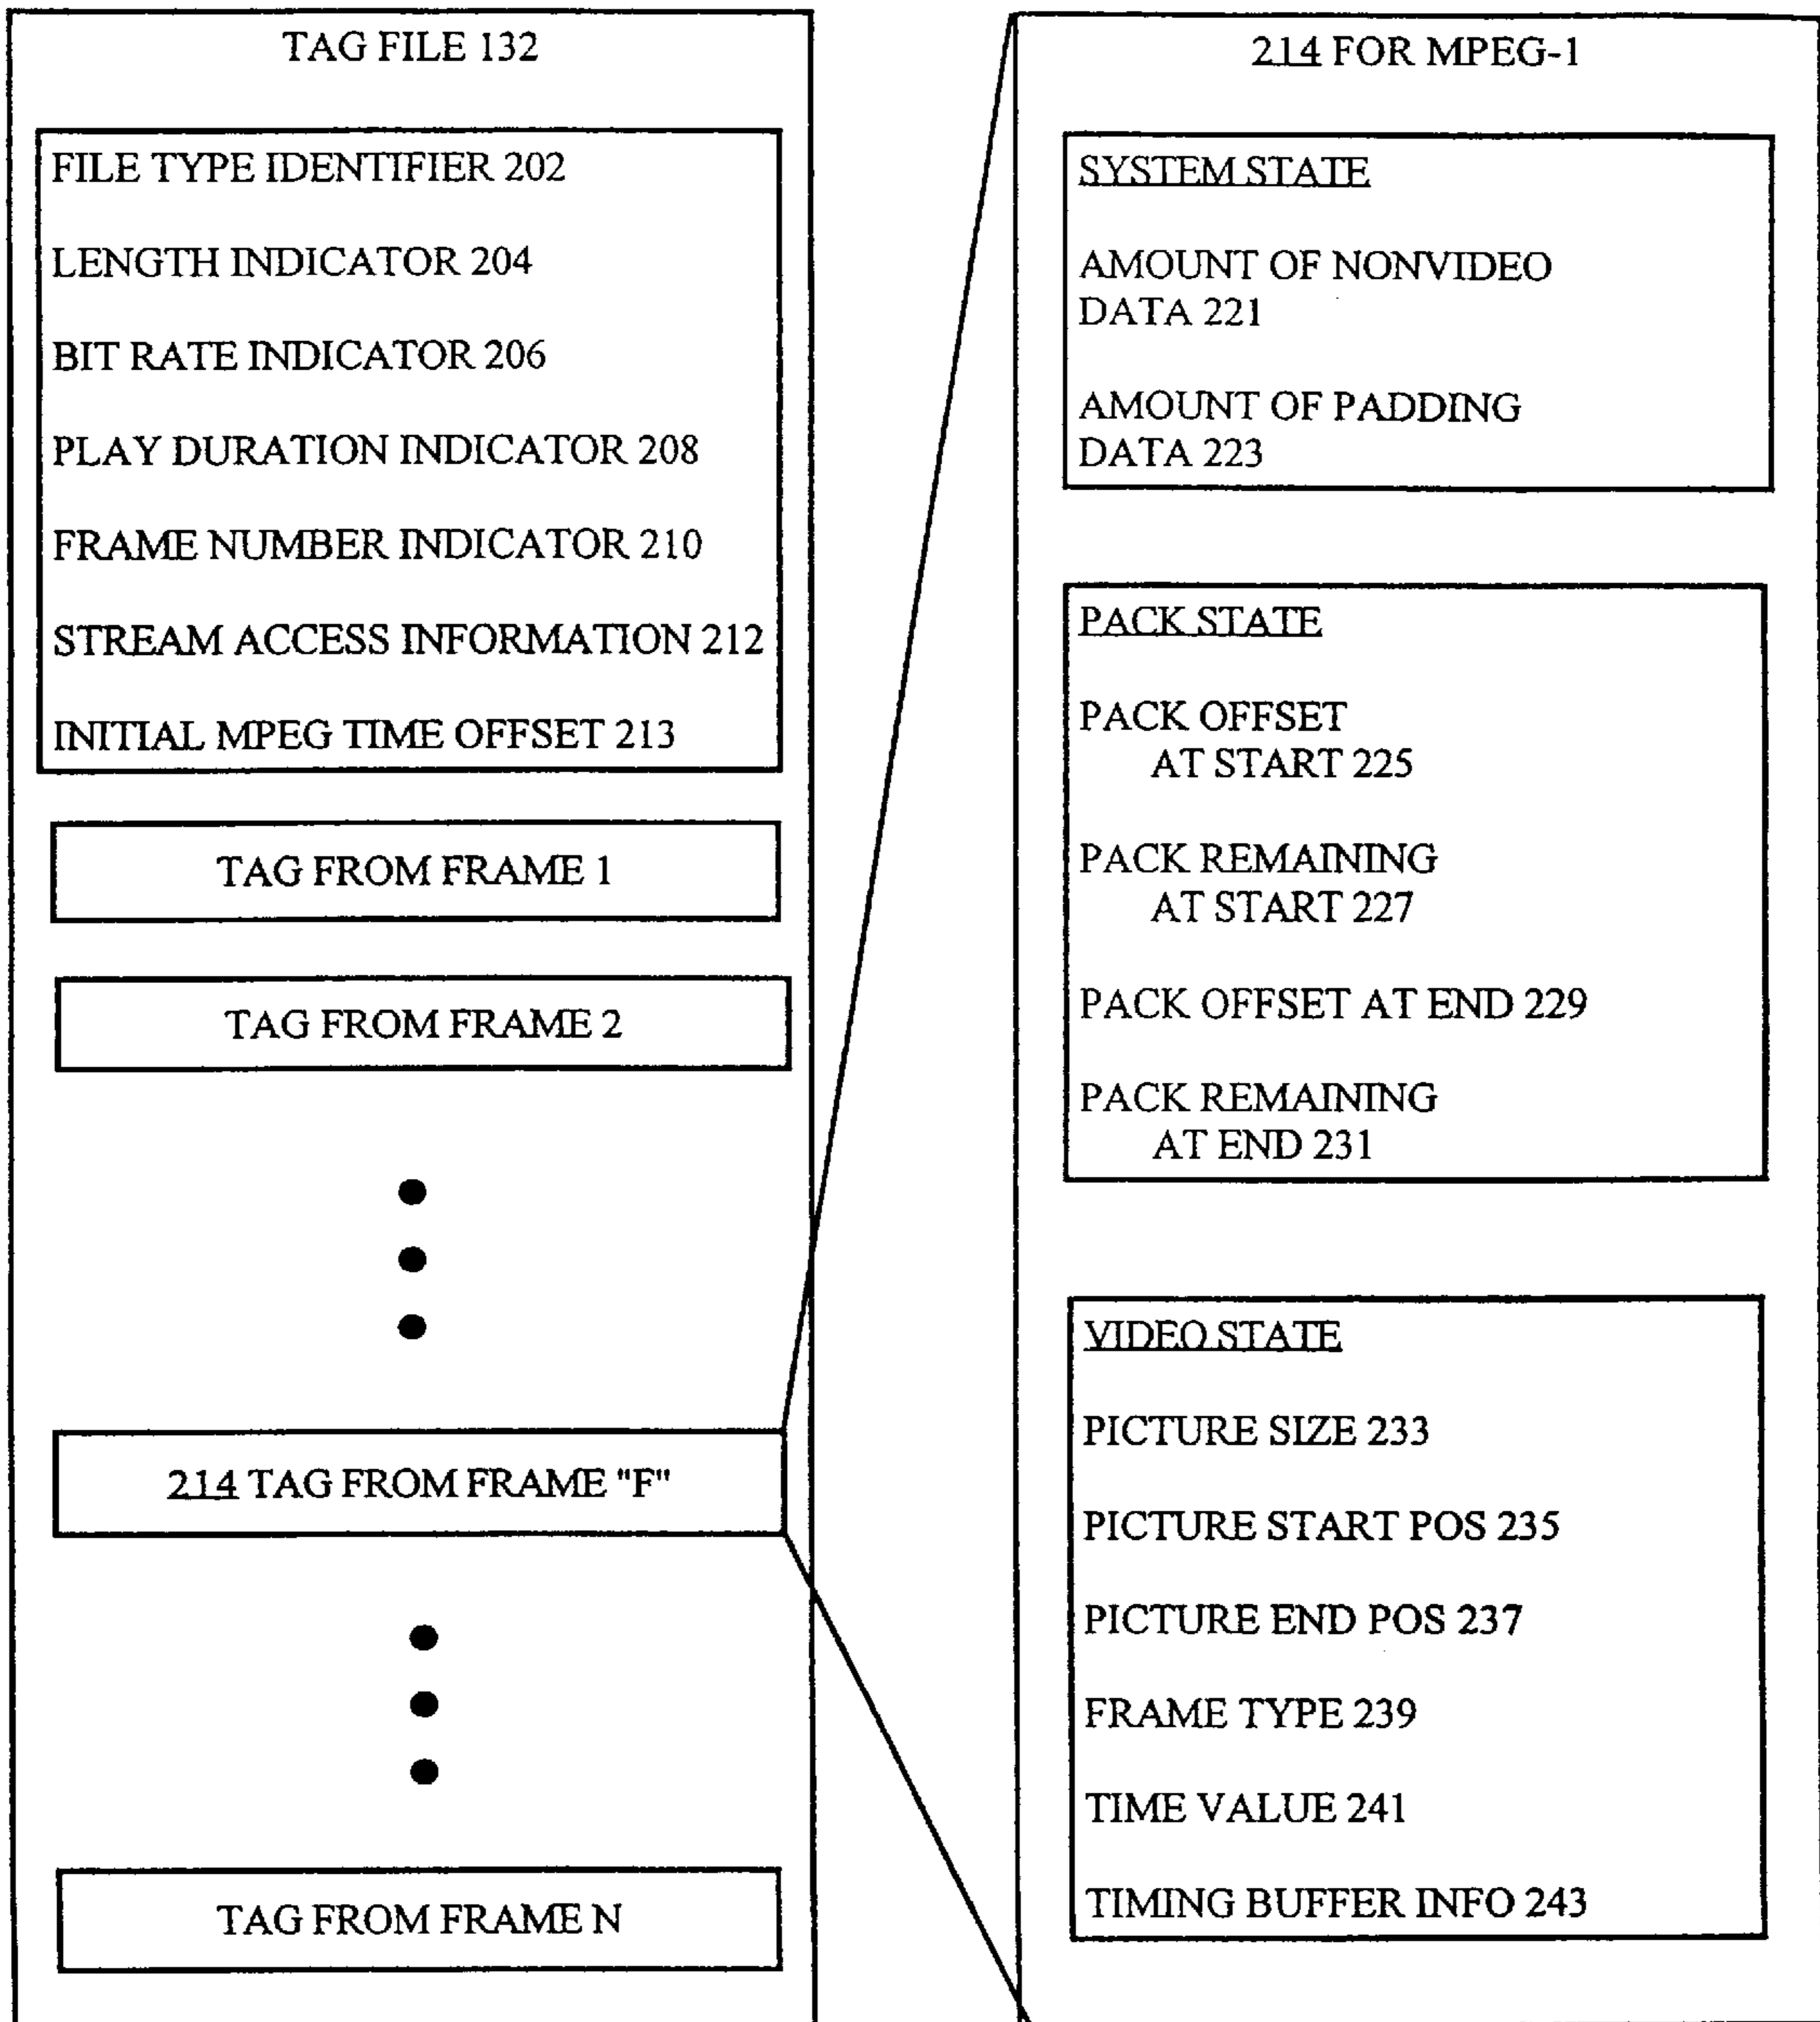 TAG FILE 132
FILE TYPE IDENTIFIER 202
LENGTH INDICATOR 204
BIT RATE INDICATOR 206
PLAY DURATION INDICATOR 208
FRAME NUMBER INDICATOR 210
STREAM ACCESS INFORMATION 212
INITIAL MPEG TIME OFFSET 213
TAG FROM FRAME 1
TAG FROM FRAME 2
214 TAG FROM FRAME "F"
TAG FROM FRAME N
214 FOR MPEG-1
SYSTEM STATE
AMOUNT OF NONVIDEO
DATA 221
AMOUNT OF PADDING
DATA 223
PACK STATE
PACK OFFSET
AT START 225
PACK REMAINING
AT START 227
PACK OFFSET AT END 229
PACK REMAINING
AT END 231
VIDEO STATE
PICTURE SIZE 233
PICTURE START POS 235
PICTURE END POS 237
FRAME TYPE 239
TIME VALUE 241
TIMING BUFFER INFO 243